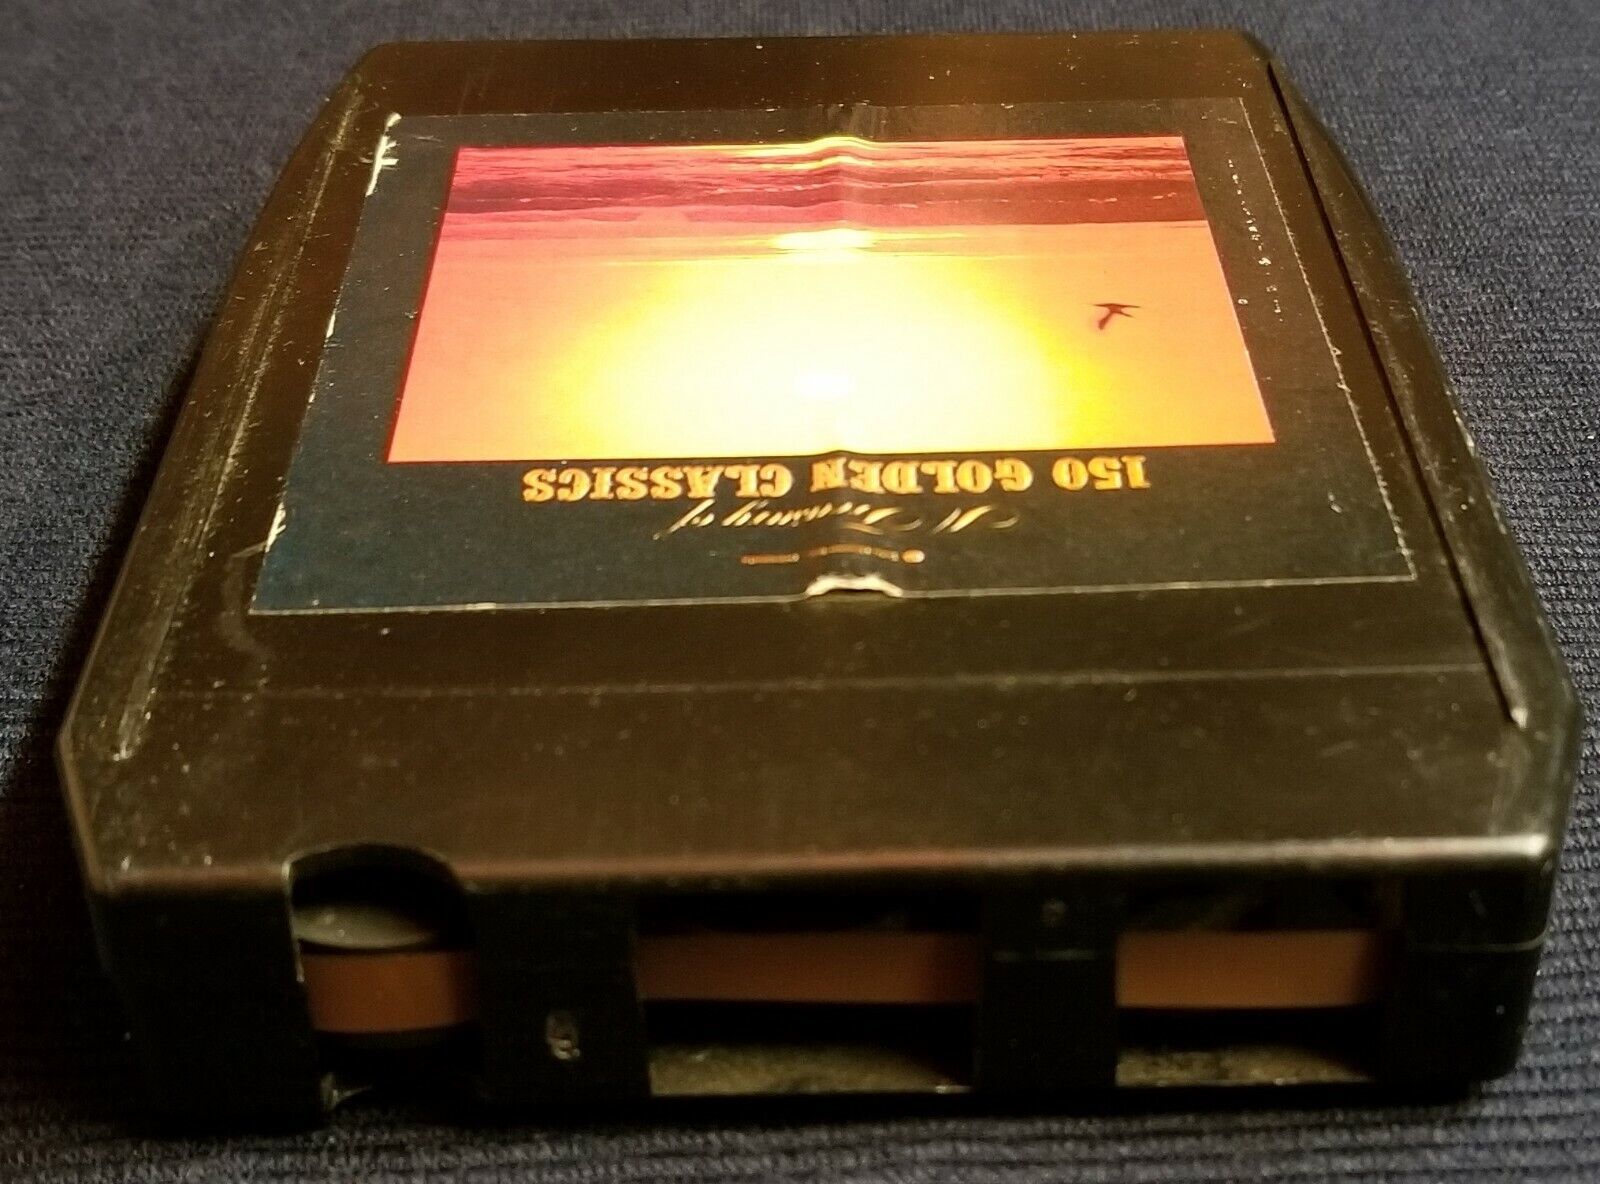 A Treasury of
150 GOLDEN CLASSICS